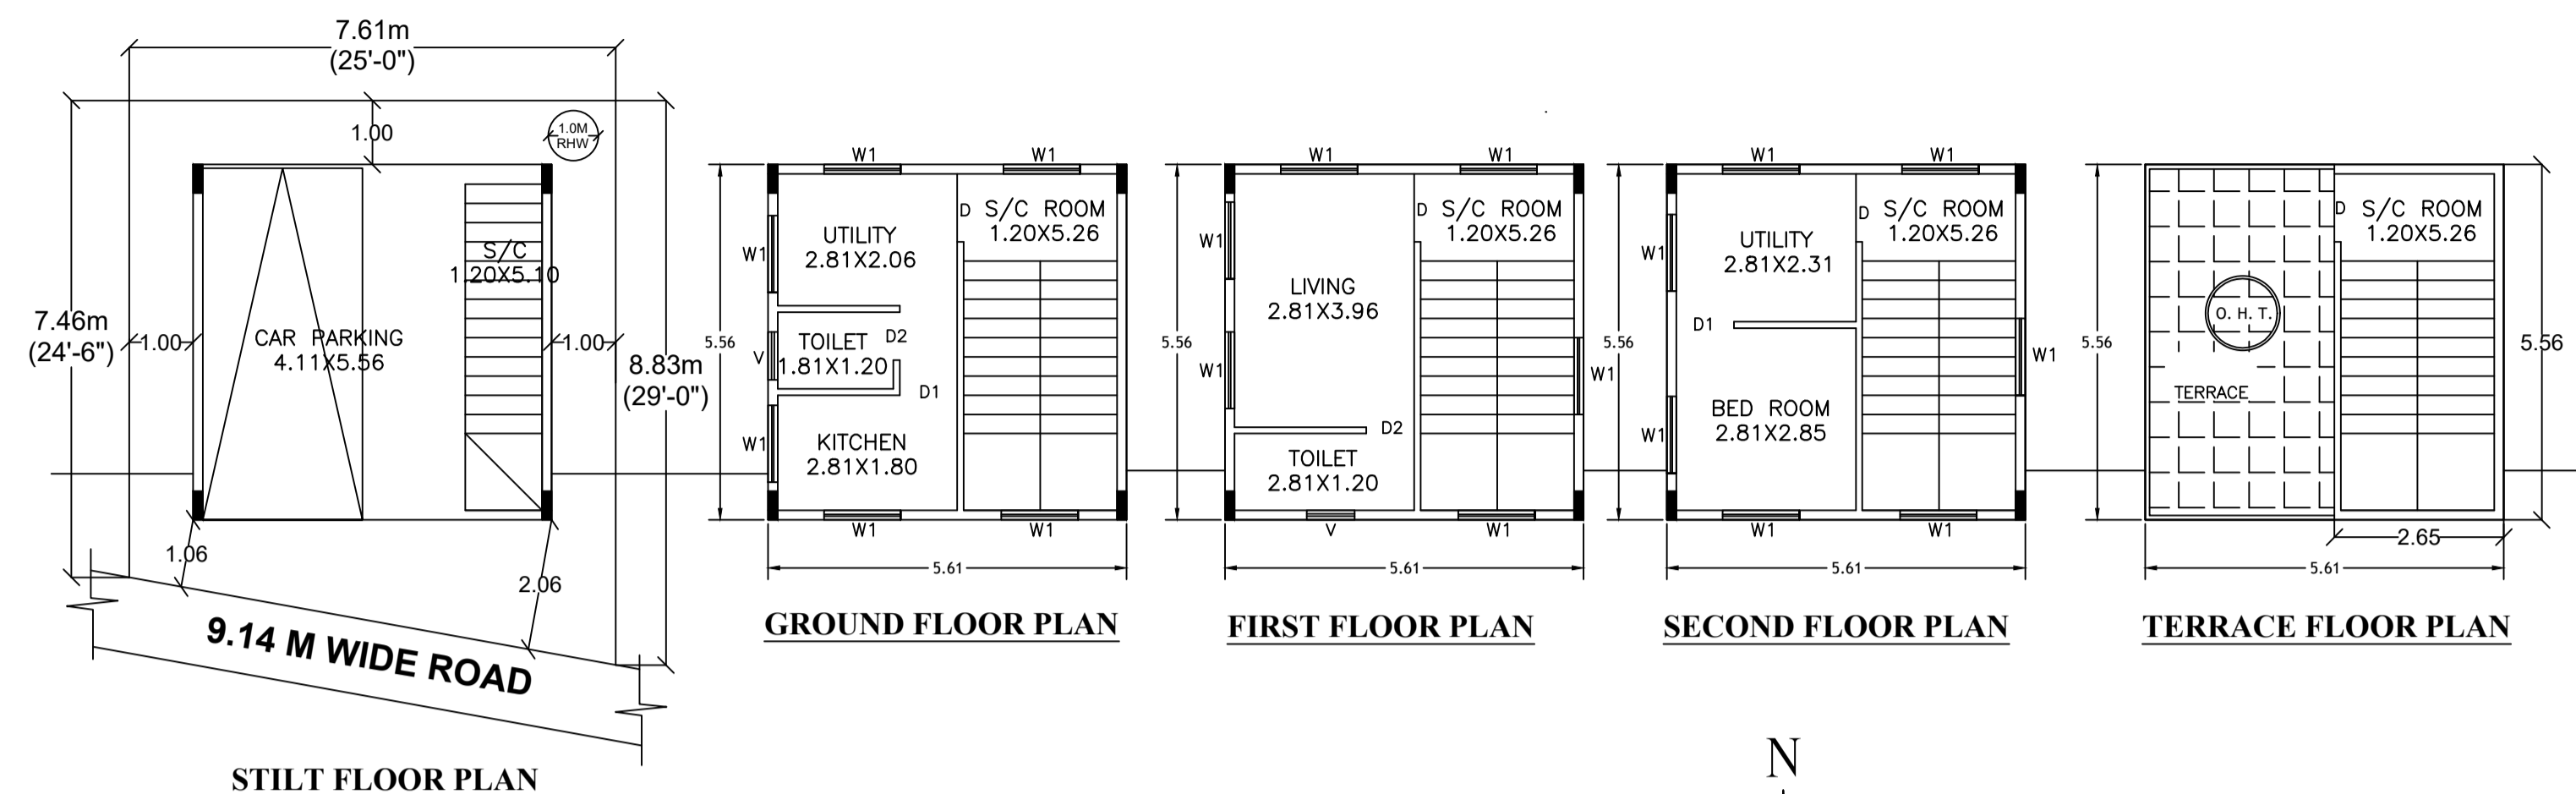 7.61m
(25'-0")
1.00
1.0M
RHW
S/C
1.20X5.10
7.46m
(24'-6")
1.00
CAR PARKING
4.11X5.56
1.00
8.83m
(29'-0")
1.06
2.06
9.14 M WIDE ROAD
STILT FLOOR PLAN
W1
W1
D
S/C ROOM
1.20X5.26
UTILITY
2.81X2.06
W1
5.56
TOILET
1.81X1.20
D2
V
D1
W1
KITCHEN
2.81X1.80
W1
W1
5.61
GROUND FLOOR PLAN
W1
W1
D
S/C ROOM
1.20X5.26
W1
LIVING
2.81X3.96
5.56
W1
W1
D2
TOILET
2.81X1.20
V
W1
5.61
FIRST FLOOR PLAN
W1
W1
D
S/C ROOM
1.20X5.26
UTILITY
2.81X2.31
W1
5.56
D1
W1
BED ROOM
2.81X2.85
W1
W1
W1
5.61
SECOND FLOOR PLAN
D
S/C ROOM
1.20X5.26
O. H. T.
5.56
5.56
TERRACE
2.65
5.61
TERRACE FLOOR PLAN
N